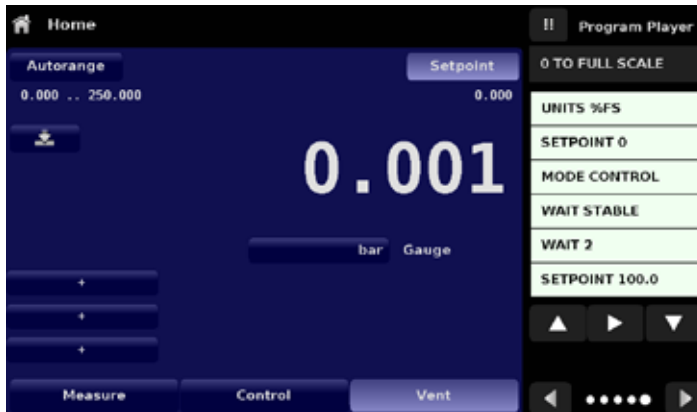 Home
!! Program Player
Autorange
Setpoint
0 TO FULL SCALE
0.000 .. 250.000
0.000
UNITS %FS
SETPOINT 0
0.001
MODE CONTROL
WAIT STABLE
bar Gauge
WAIT 2
SETPOINT 100.0
+
+
+
Measure
Control
Vent